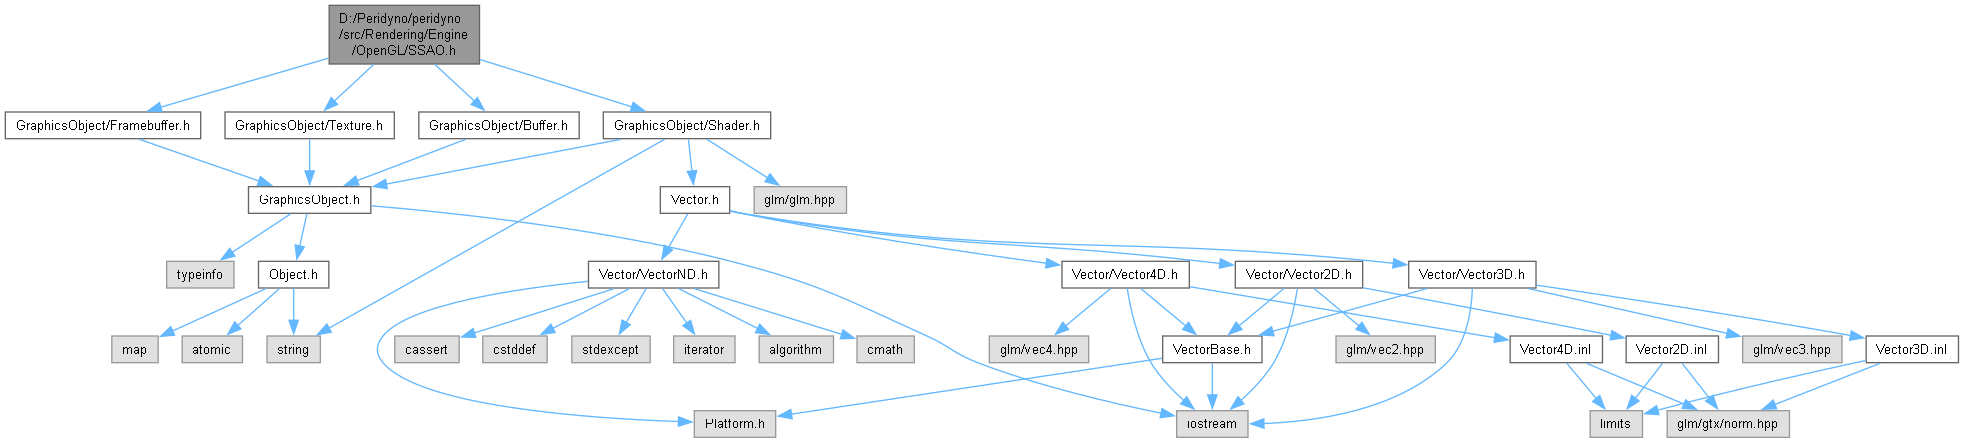 D:/Peridyno/peridyno
/src/Rendering/Engine
/OpenGL/SSAO.h
GraphicsObject/Framebuffer.h
GraphicsObject/Texture.h
GraphicsObject/Buffer.h
GraphicsObject/Shader.h
GraphicsObject.h
Vector.h
glm/glm.hpp
typeinfo
Object.h
Vector/VectorND.h
Vector/Vector4D.h
Vector/Vector2D.h
Vector/Vector3D.h
map
atomic
string
cassert
cstddef
stdexcept
iterator
algorithm
cmath
glm/vec4.hpp
VectorBase.h
glm/vec2.hpp
Vector4D.inl
Vector2D.inl
glm/vec3.hpp
Vector3D.inl
Platform.h
iostream
limits
glm/gtx/norm.hpp